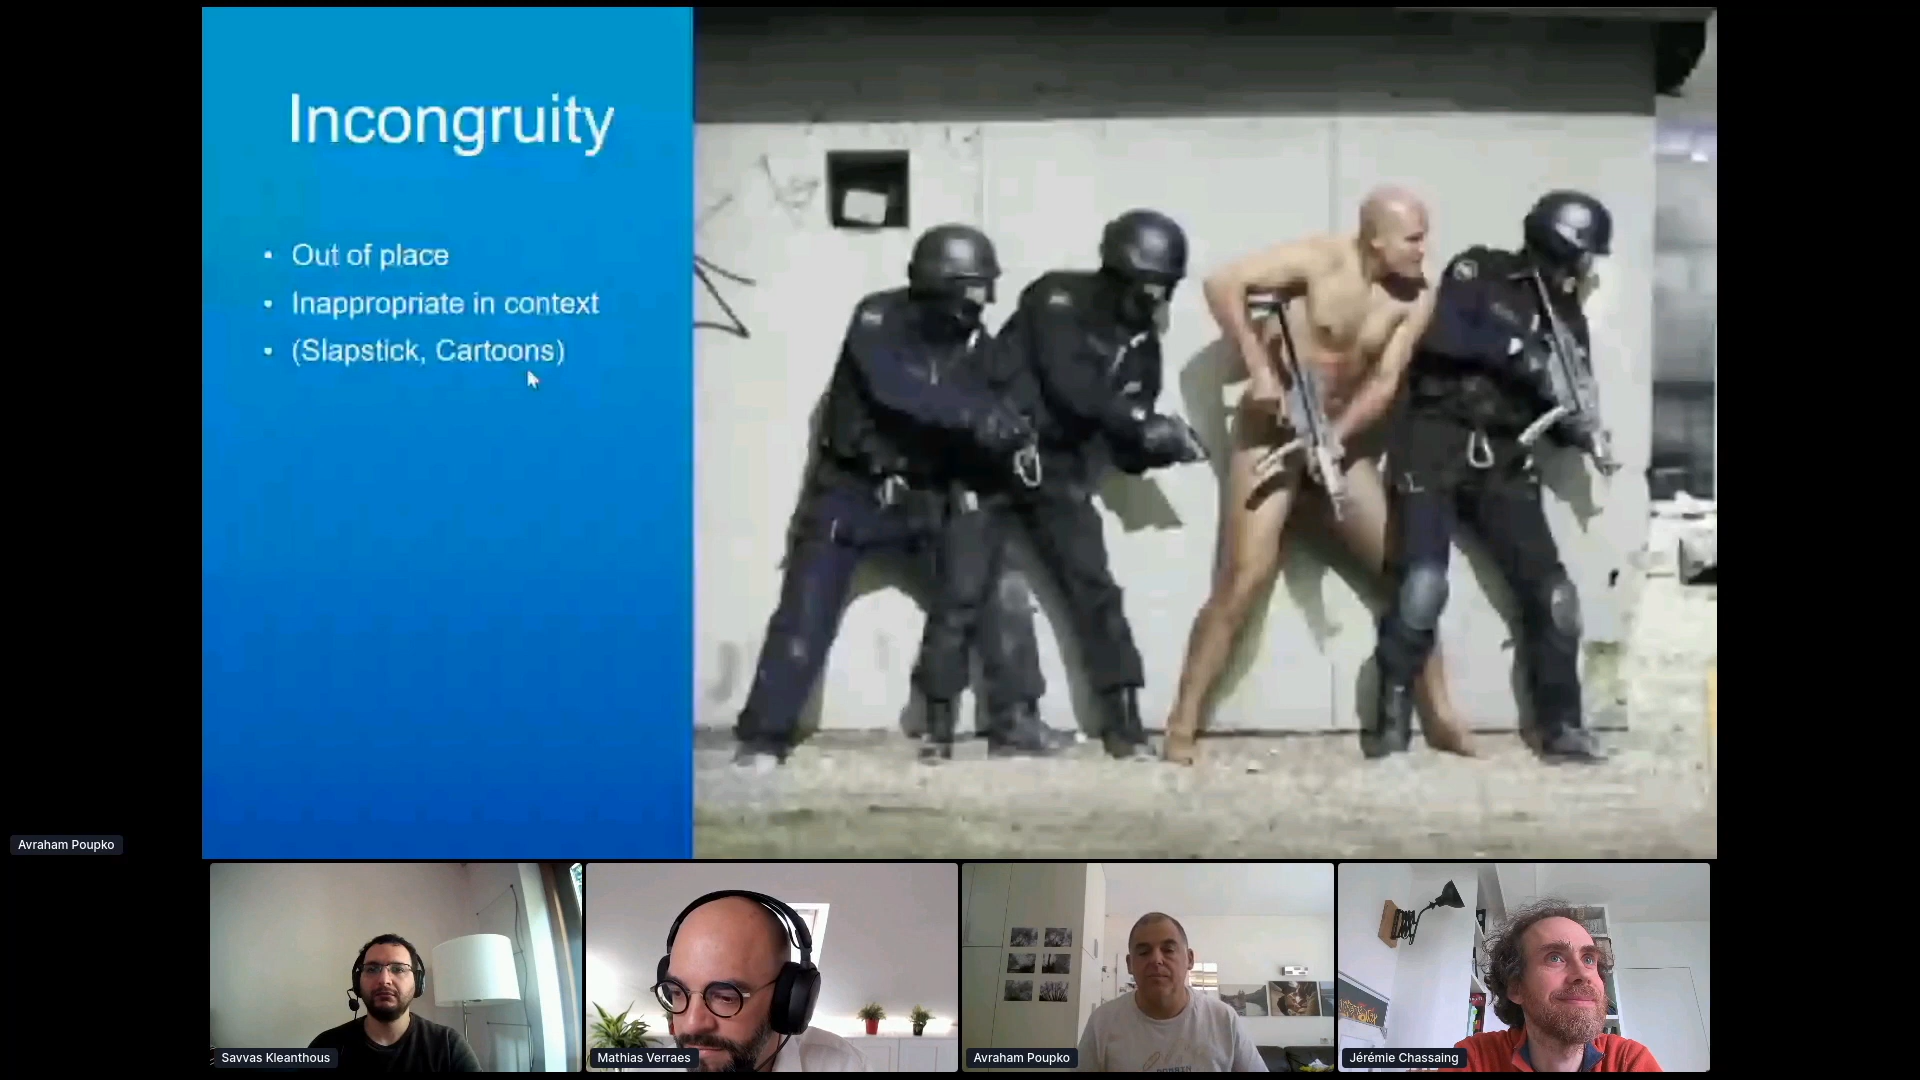 Incongruity
• Out of place
• Inappropriate in context
• (Slapstick, Cartoons)
Avraham Poupko
Savvas Kleanthous
Mathias Verraes
Avraham Poupko
Jérémie Chassaing